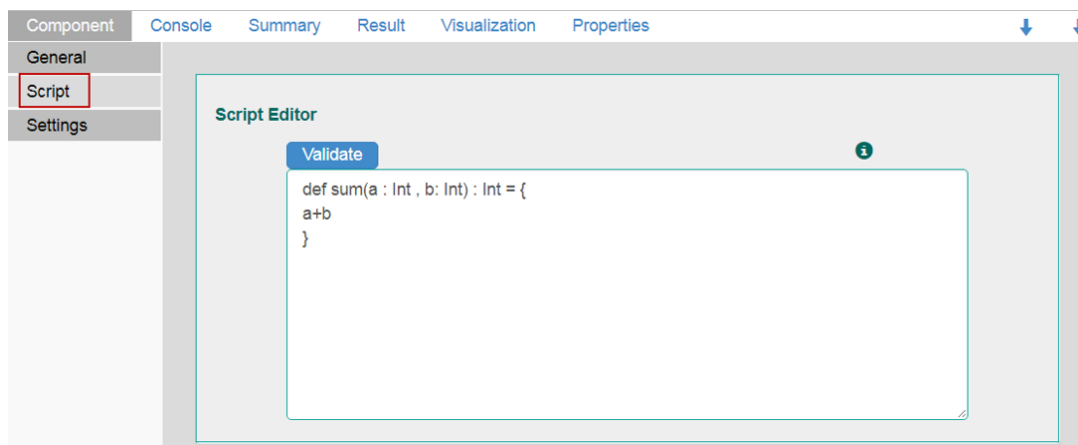 Component Console Summary Result Visualization Properties
General
Script
Settings
Script Editor
Validate
def sum(a : Int , b: Int) : Int = {
a+b
}